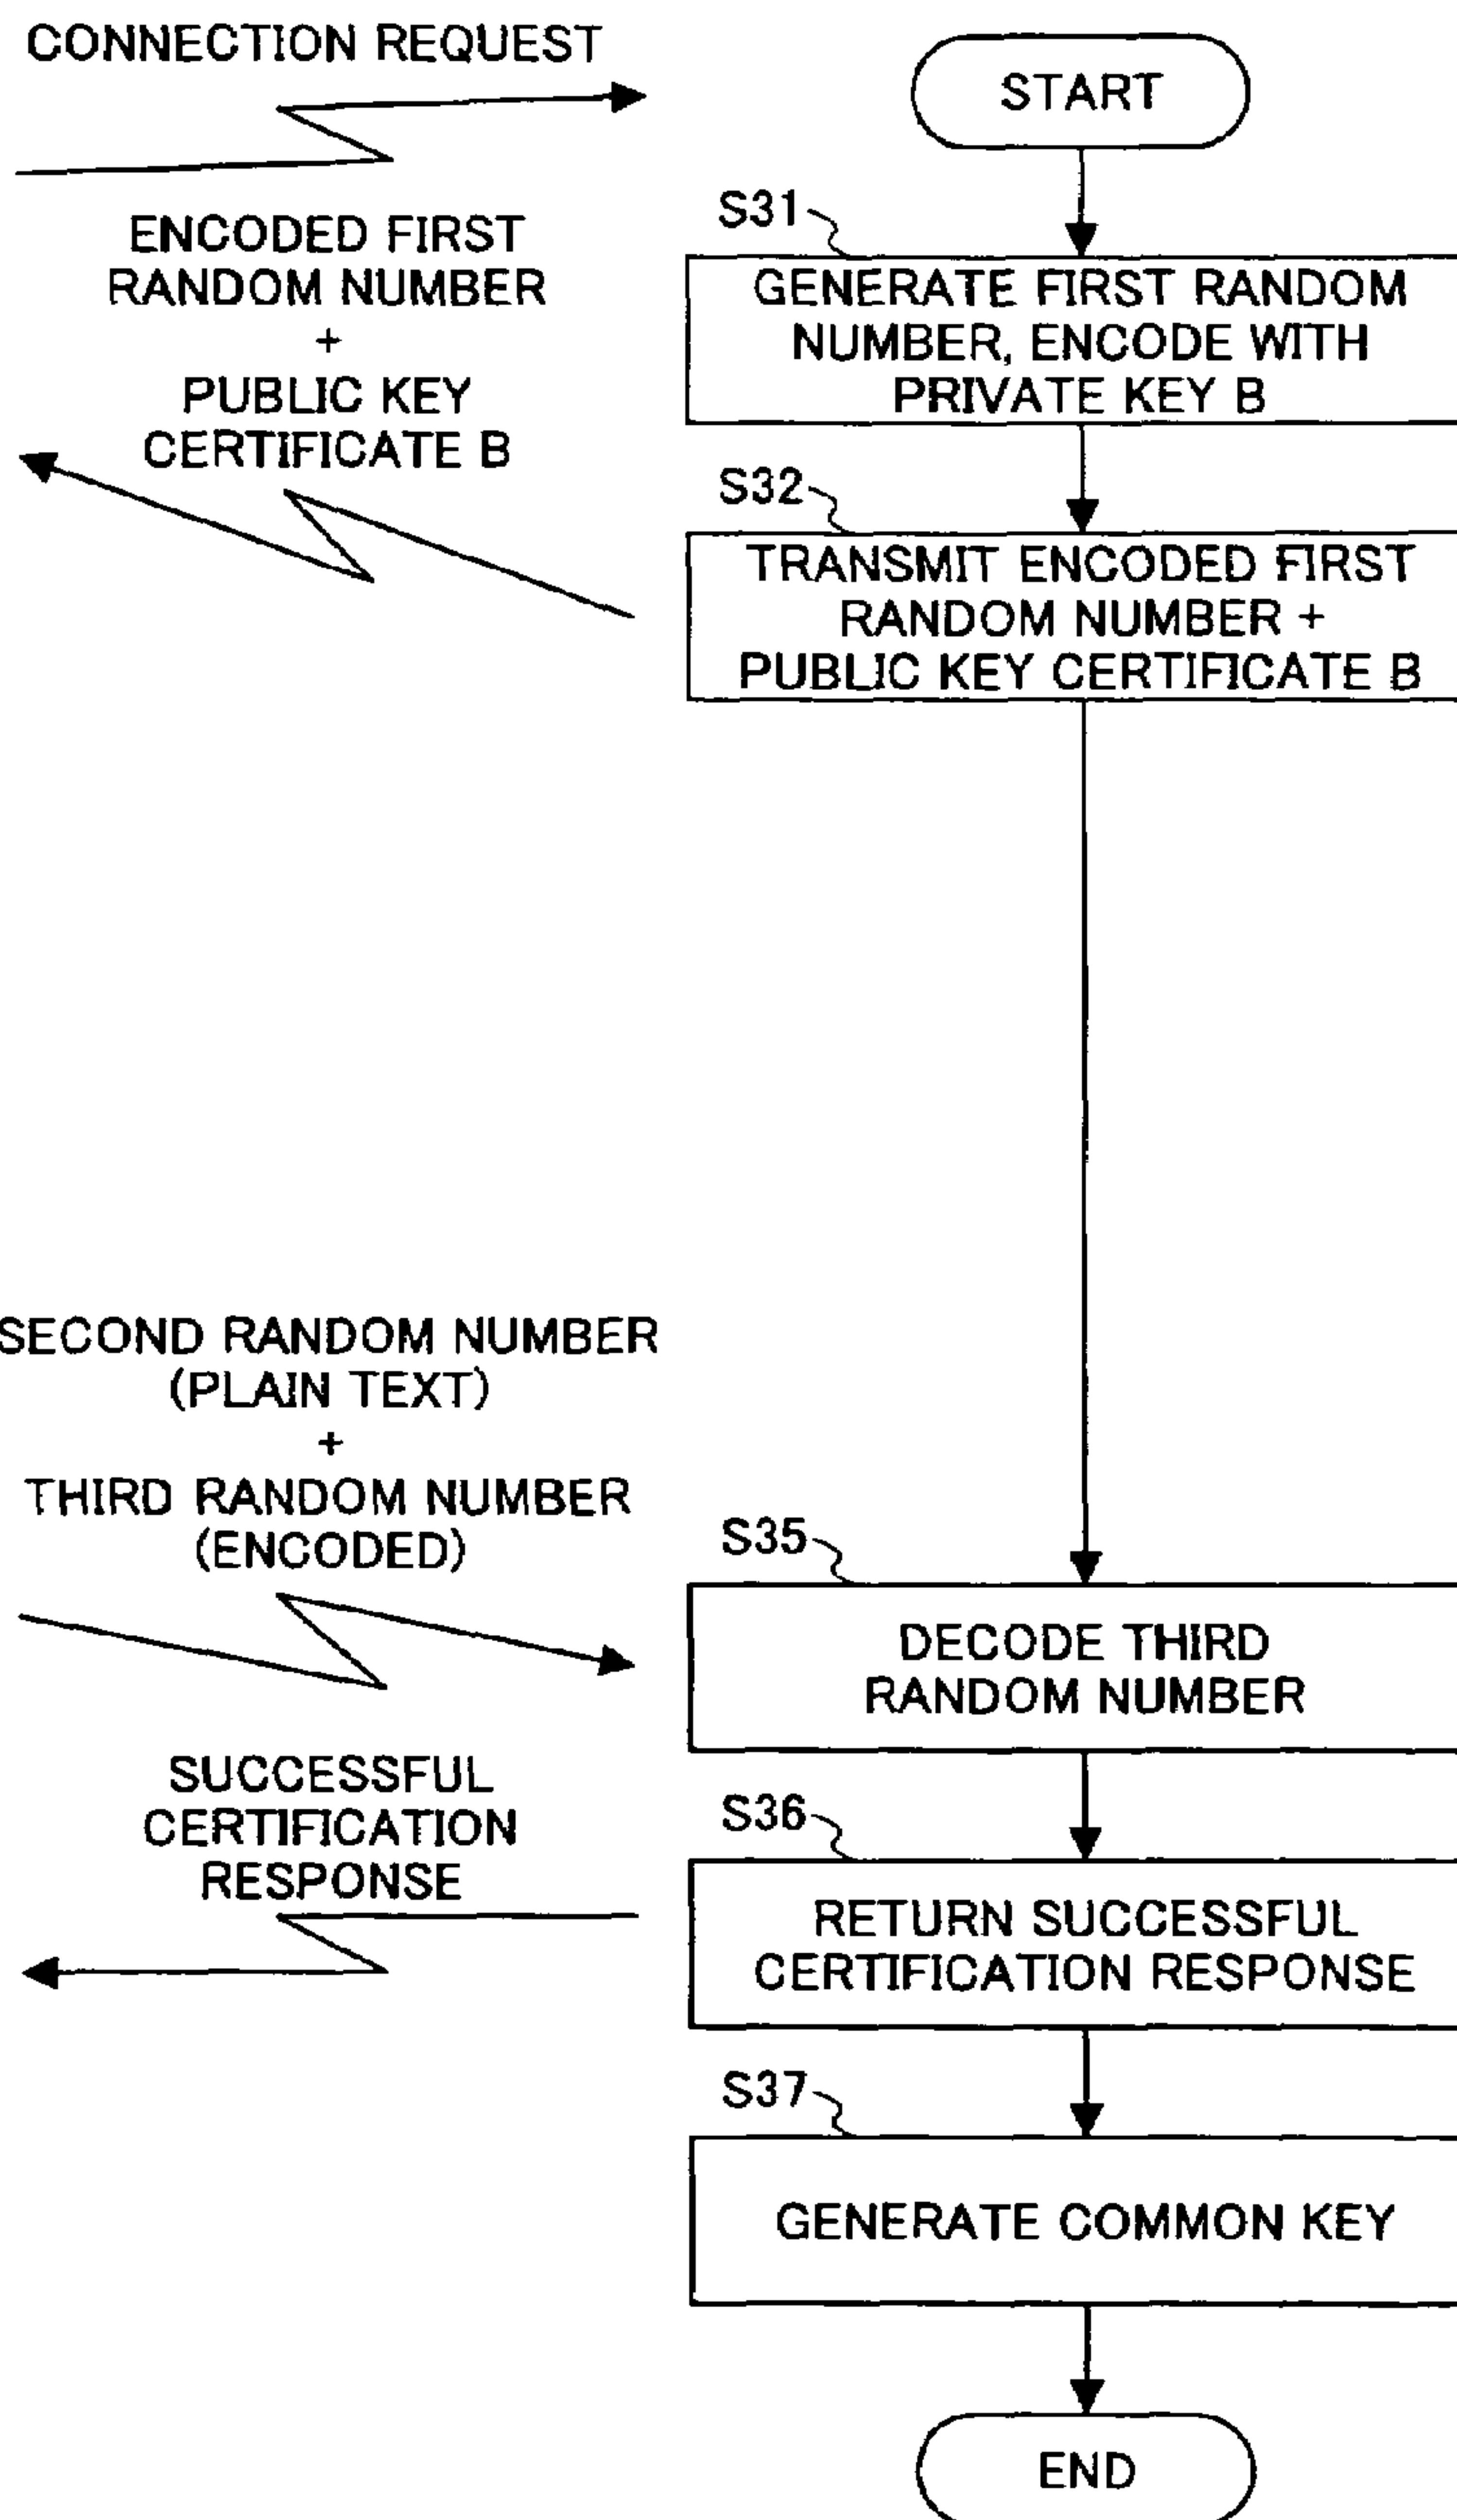 CONNECTION REQUEST
START
ENCODED FIRST
RANDOM NUMBER
+
PUBLIC KEY
CERTIFICATE B
S31
GENERATE FIRST RANDOM
NUMBER, ENCODE WITH
PRIVATE KEY B
S32
TRANSMIT ENCODED FIRST
RANDOM NUMBER +
PUBLIC KEY CERTIFICATE B
SECOND RANDOM NUMBER
(PLAIN TEXT)
+
THIRD RANDOM NUMBER
(ENCODED)
S35
DECODE THIRD
RANDOM NUMBER
SUCCESSFUL
CERTIFICATION
RESPONSE
S36
RETURN SUCCESSFUL
CERTIFICATION RESPONSE
S37
GENERATE COMMON KEY
END